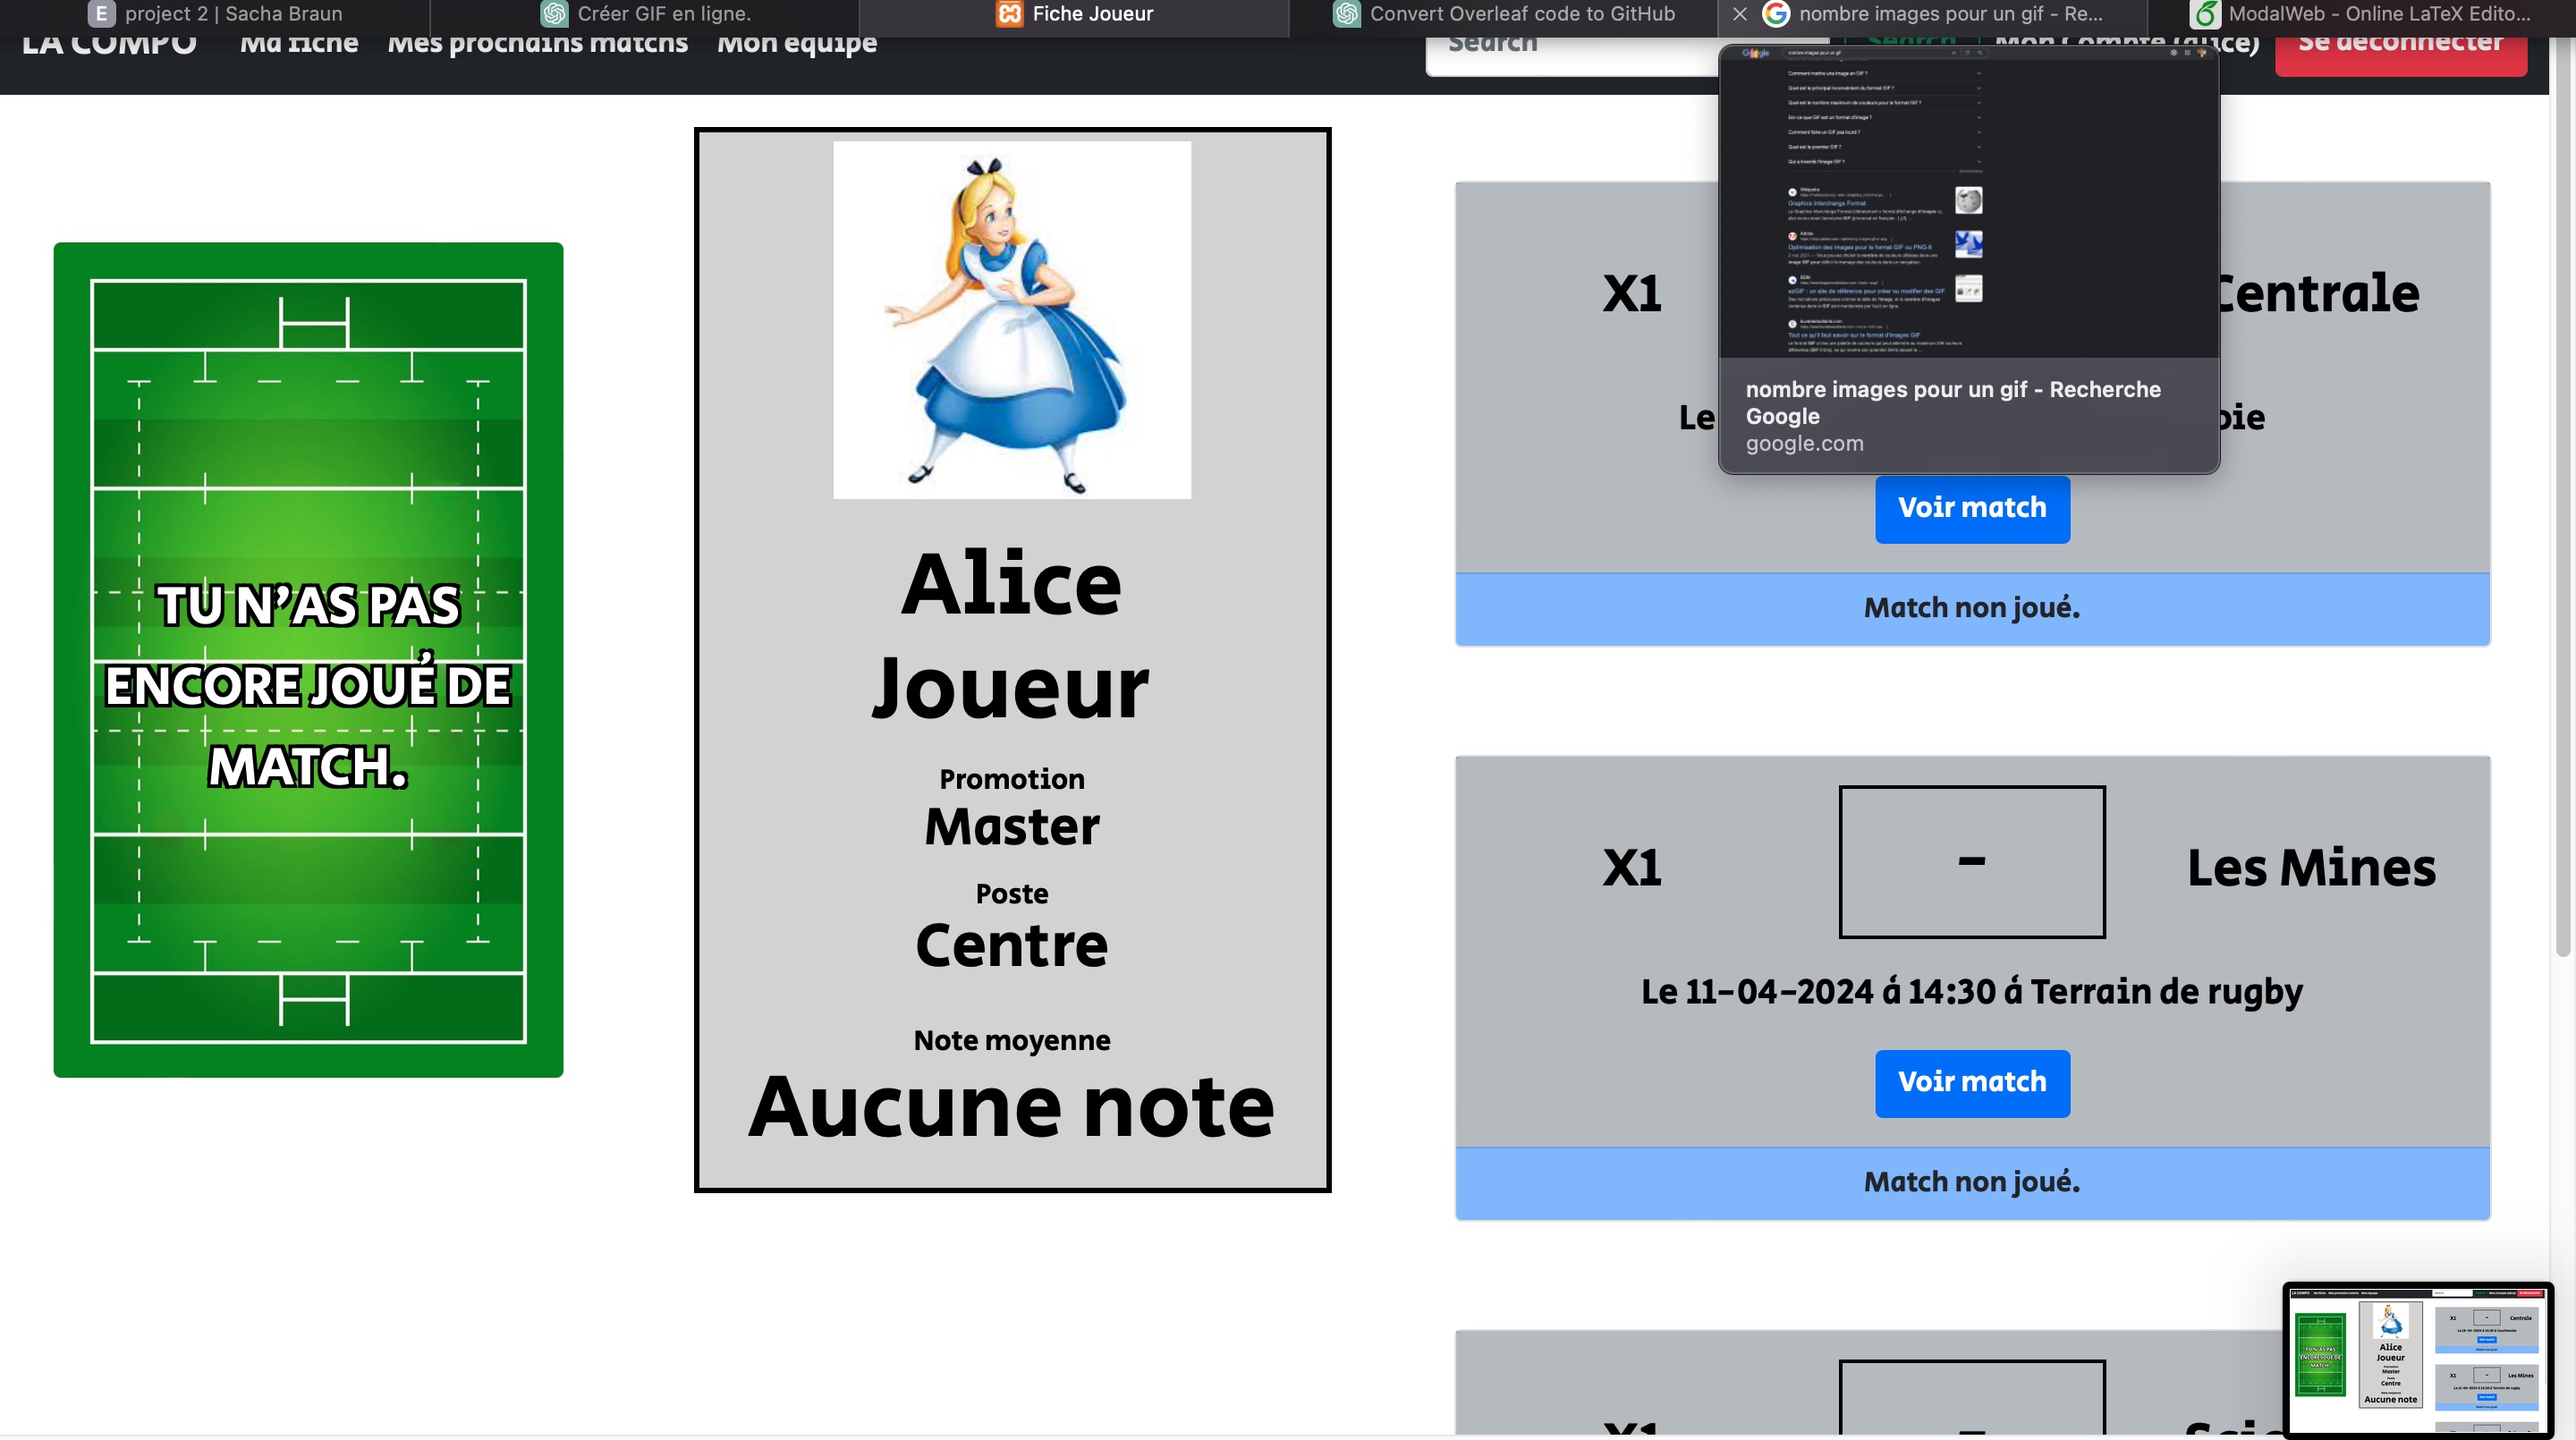 project 2 | Sacha Braun
Créer GIF en ligne.
Fiche Joueur
Convert Overleaf code to GitHub
nombre images pour un gif - Re...
ModalWeb - Online LaTeX Edito...
LA COMPO
Ma fiche
Mes prochains matchs
Mon équipe
Search
Search
Mon Compte (alice)
Se déconnecter
TU N'AS PAS
ENCORE JOUÉ DE
MATCH.
Alice
Joueur
Promotion
Master
Poste
Centre
Note moyenne
Aucune note
nombre images pour un gif - Recherche
Google
google.com
X1
Centrale
Le
Voir match
Match non joué.
X1
-
Les Mines
Le 11-04-2024 á 14:30 á Terrain de rugby
Voir match
Match non joué.
X1
-